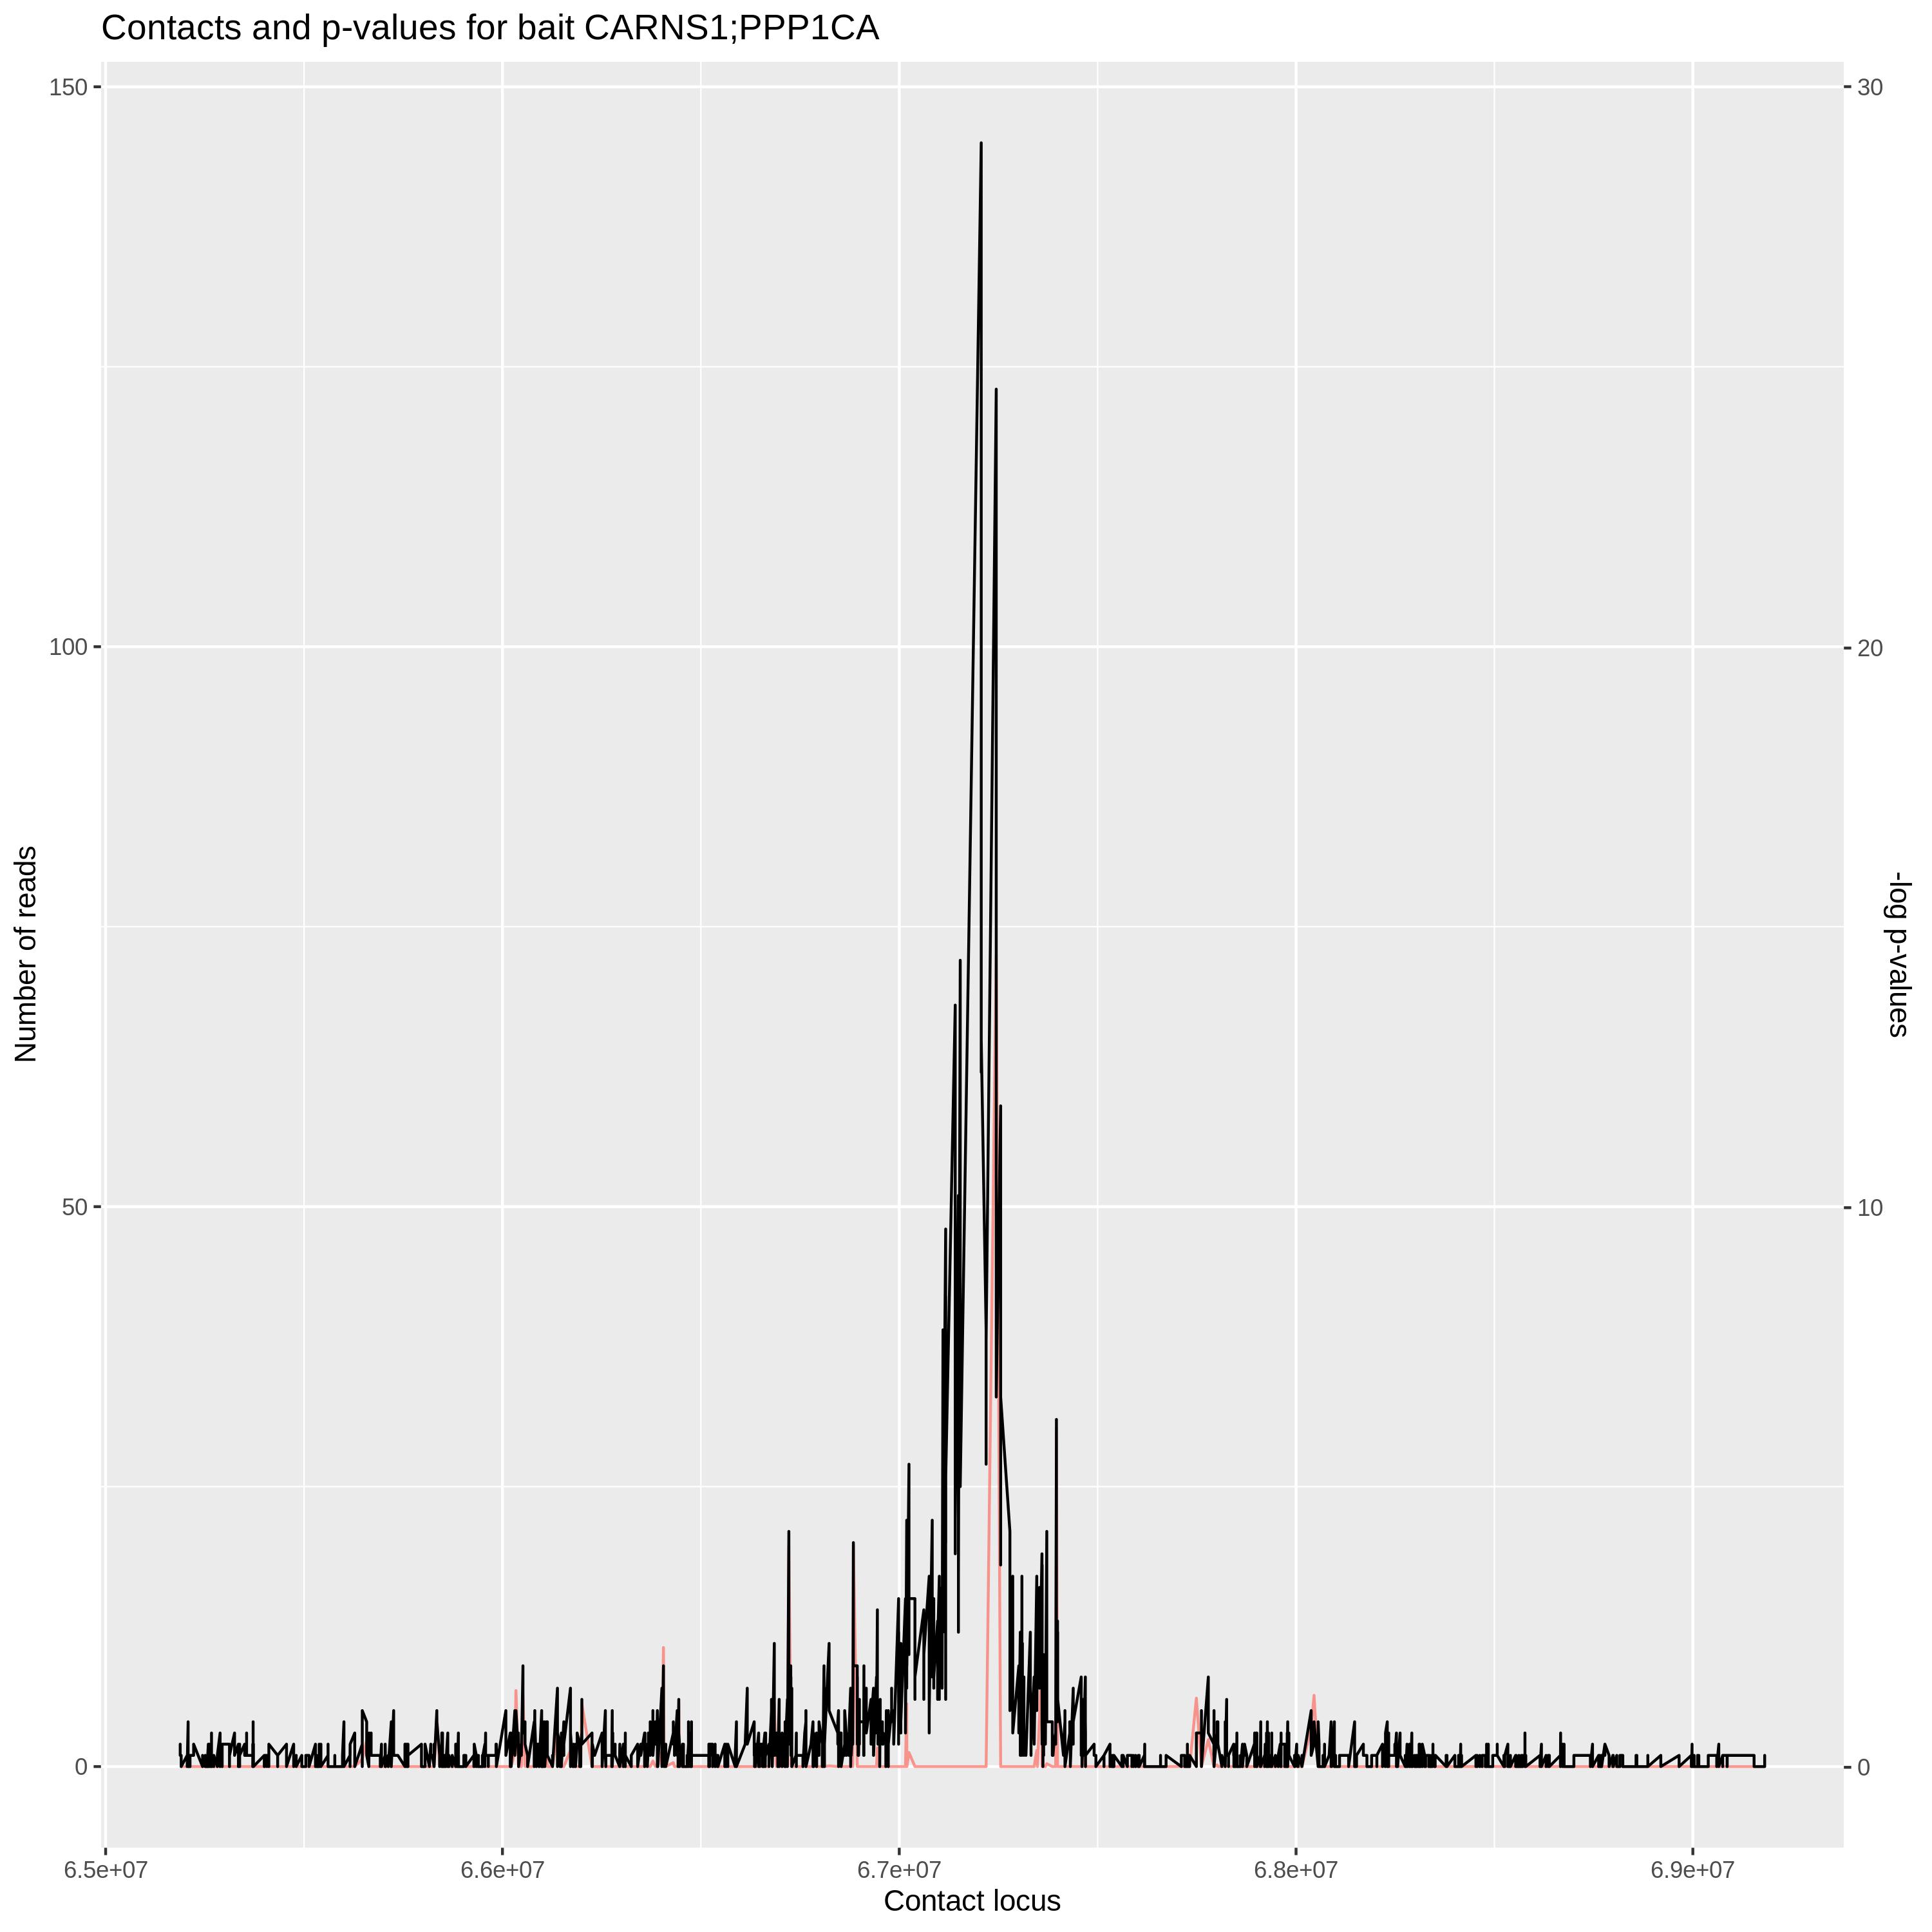 Contacts and p-values for bait CARNS1;PPP1CA
150
100
50
0
Number of reads
30
20
10
0
-log p-values
6.5e+07
6.6e+07
6.7e+07
6.8e+07
6.9e+07
Contact locus